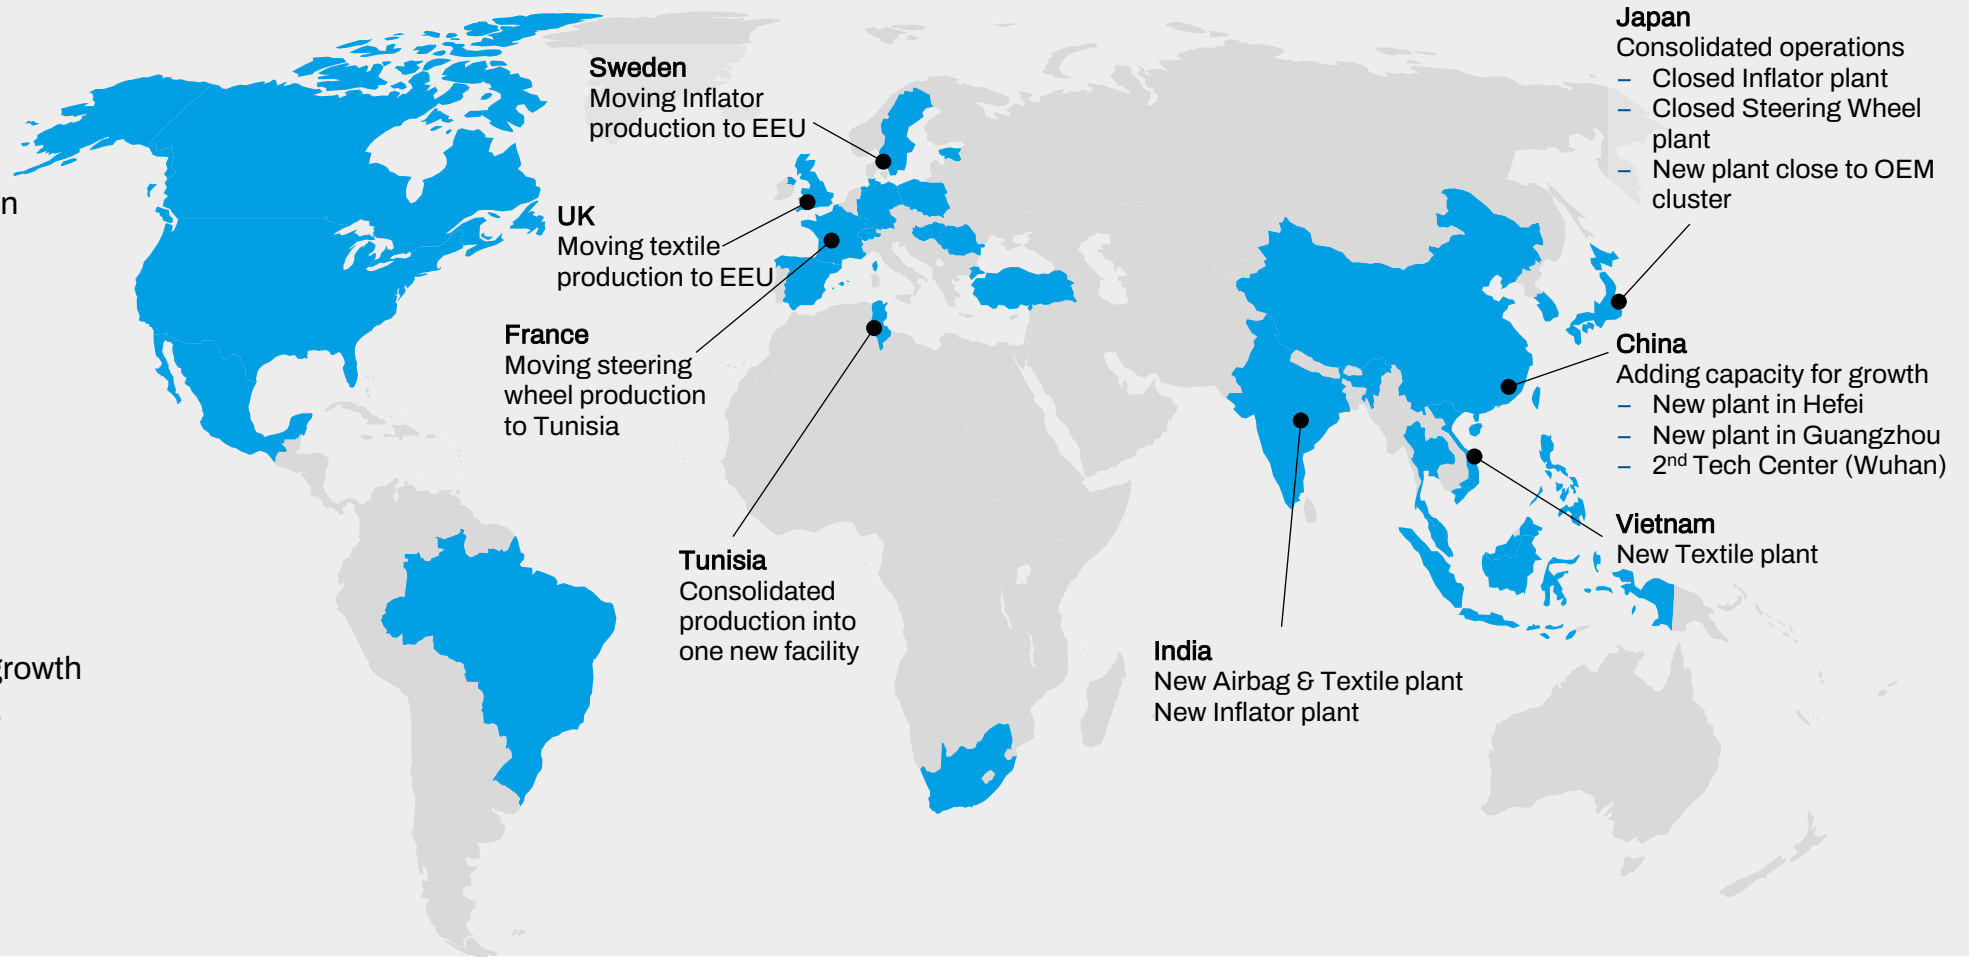 n
growth
Sweden
Moving Inflator
production to EEU
UK
Moving textile
production to EEU
France
Moving steering
wheel production
to Tunisia
Tunisia
Consolidated
production into
one new facility
India
New Airbag & Textile plant
New Inflator plant
Japan
Consolidated operations
– Closed Inflator plant
– Closed Steering Wheel
plant
– New plant close to OEM
cluster
China
Adding capacity for growth
– New plant in Hefei
– New plant in Guangzhou
– 2nd Tech Center (Wuhan)
Vietnam
New Textile plant